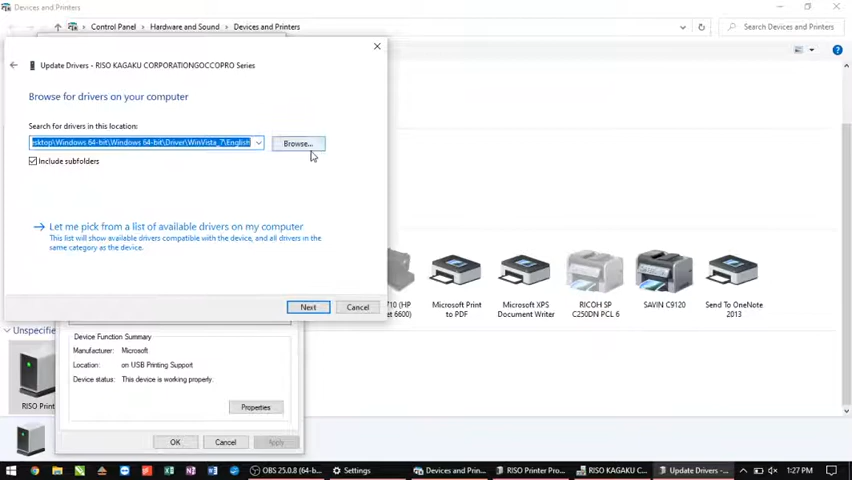 Devices and Printers
Control Panel
Hardware and Sound
Devices and Printers
Search Devices and Printers
Update Drivers - RISO KAGAKU CORPORATIONGOCCOPRO Series
Browse for drivers on your computer
Search for drivers in this location:
sktop\Windows 64-bit\Windows 64-bit\Driver\WinVista_7\English
Browse...
Include subfolders
Let me pick from a list of available drivers on my computer
This list will show available drivers compatible with the device, and all drivers in the
same category as the device.
Next
Cancel
710 (HP
6600)
Microsoft Print
to PDF
Microsoft XPS
Document Writer
RICOH SP
C250DN PCL 6
SAVIN C9120
Send To OneNote
2013
Unspecifie
RISO Print
Device Function Summary
Manufacturer:
Microsoft
Location:
on USB Printing Support
Device status:
This device is working properly.
Properties
OK
Cancel
Apply
OBS 25.0.8 (64-b...
Settings
Devices and Prin...
RISO Printer Pro...
RISO KAGAKU C...
Update Drivers -...
1:27 PM